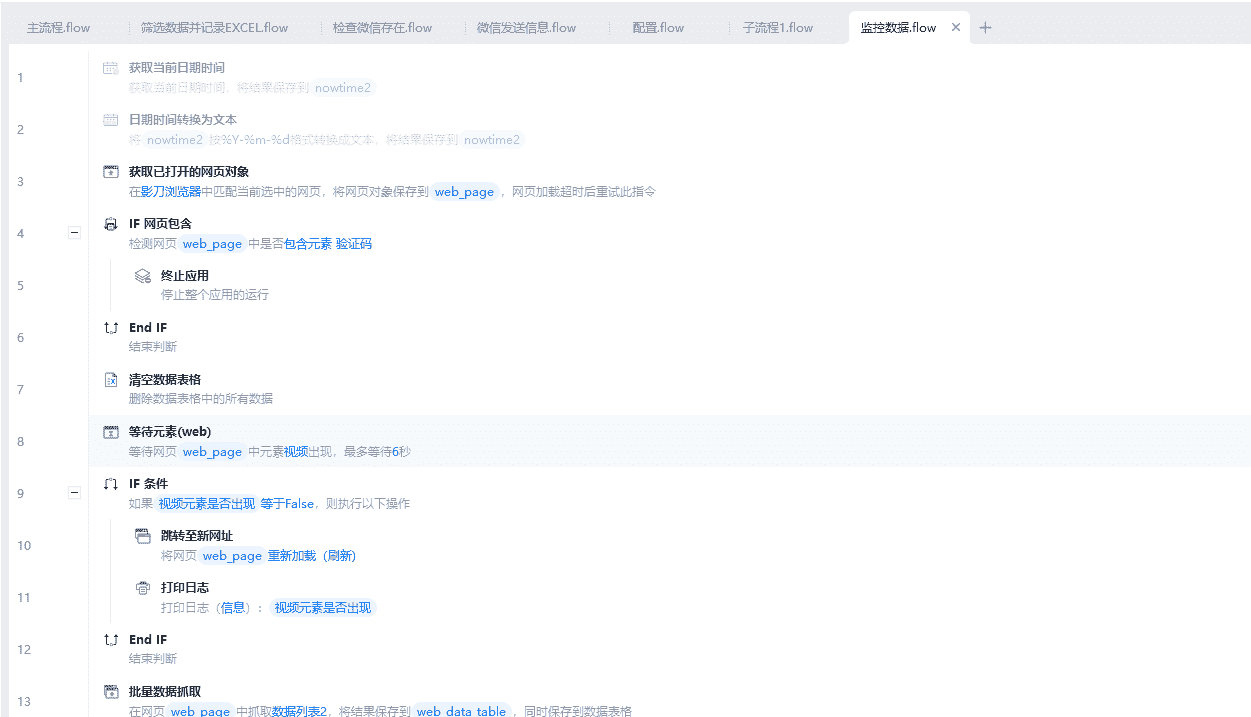 主流程.flow 筛选数据并记录EXCEL.flow 检查微信存在.flow 微信发送信息.flow 配置.flow 子流程1.flow 监控数据.flow
1 获取当前日期时间
获取当前日期时间，将结果保存到 nowtime2
2 日期时间转换为文本
将 nowtime2 按%Y-%m-%d格式转换成文本，将结果保存到 nowtime2
3 获取已打开的网页对象
在影刀浏览器中匹配当前选中的网页，将网页对象保存到 web_page ，网页加载超时后重试此指令
4 IF 网页包含
检测网页 web_page 中是否包含元素 验证码
5 终止应用
停止整个应用的运行
6 End IF
结束判断
7 清空数据表格
删除数据表格中的所有数据
8 等待元素(web)
等待网页 web_page 中元素视频出现，最多等待6秒
9 IF 条件
如果 视频元素是否出现 等于False，则执行以下操作
10 跳转至新网址
将网页 web_page 重新加载（刷新）
11 打印日志
打印日志（信息）： 视频元素是否出现
12 End IF
结束判断
13 批量数据抓取
在网页 web_page 中抓取数据列表2，将结果保存到 web_data_table ，同时保存到数据表格